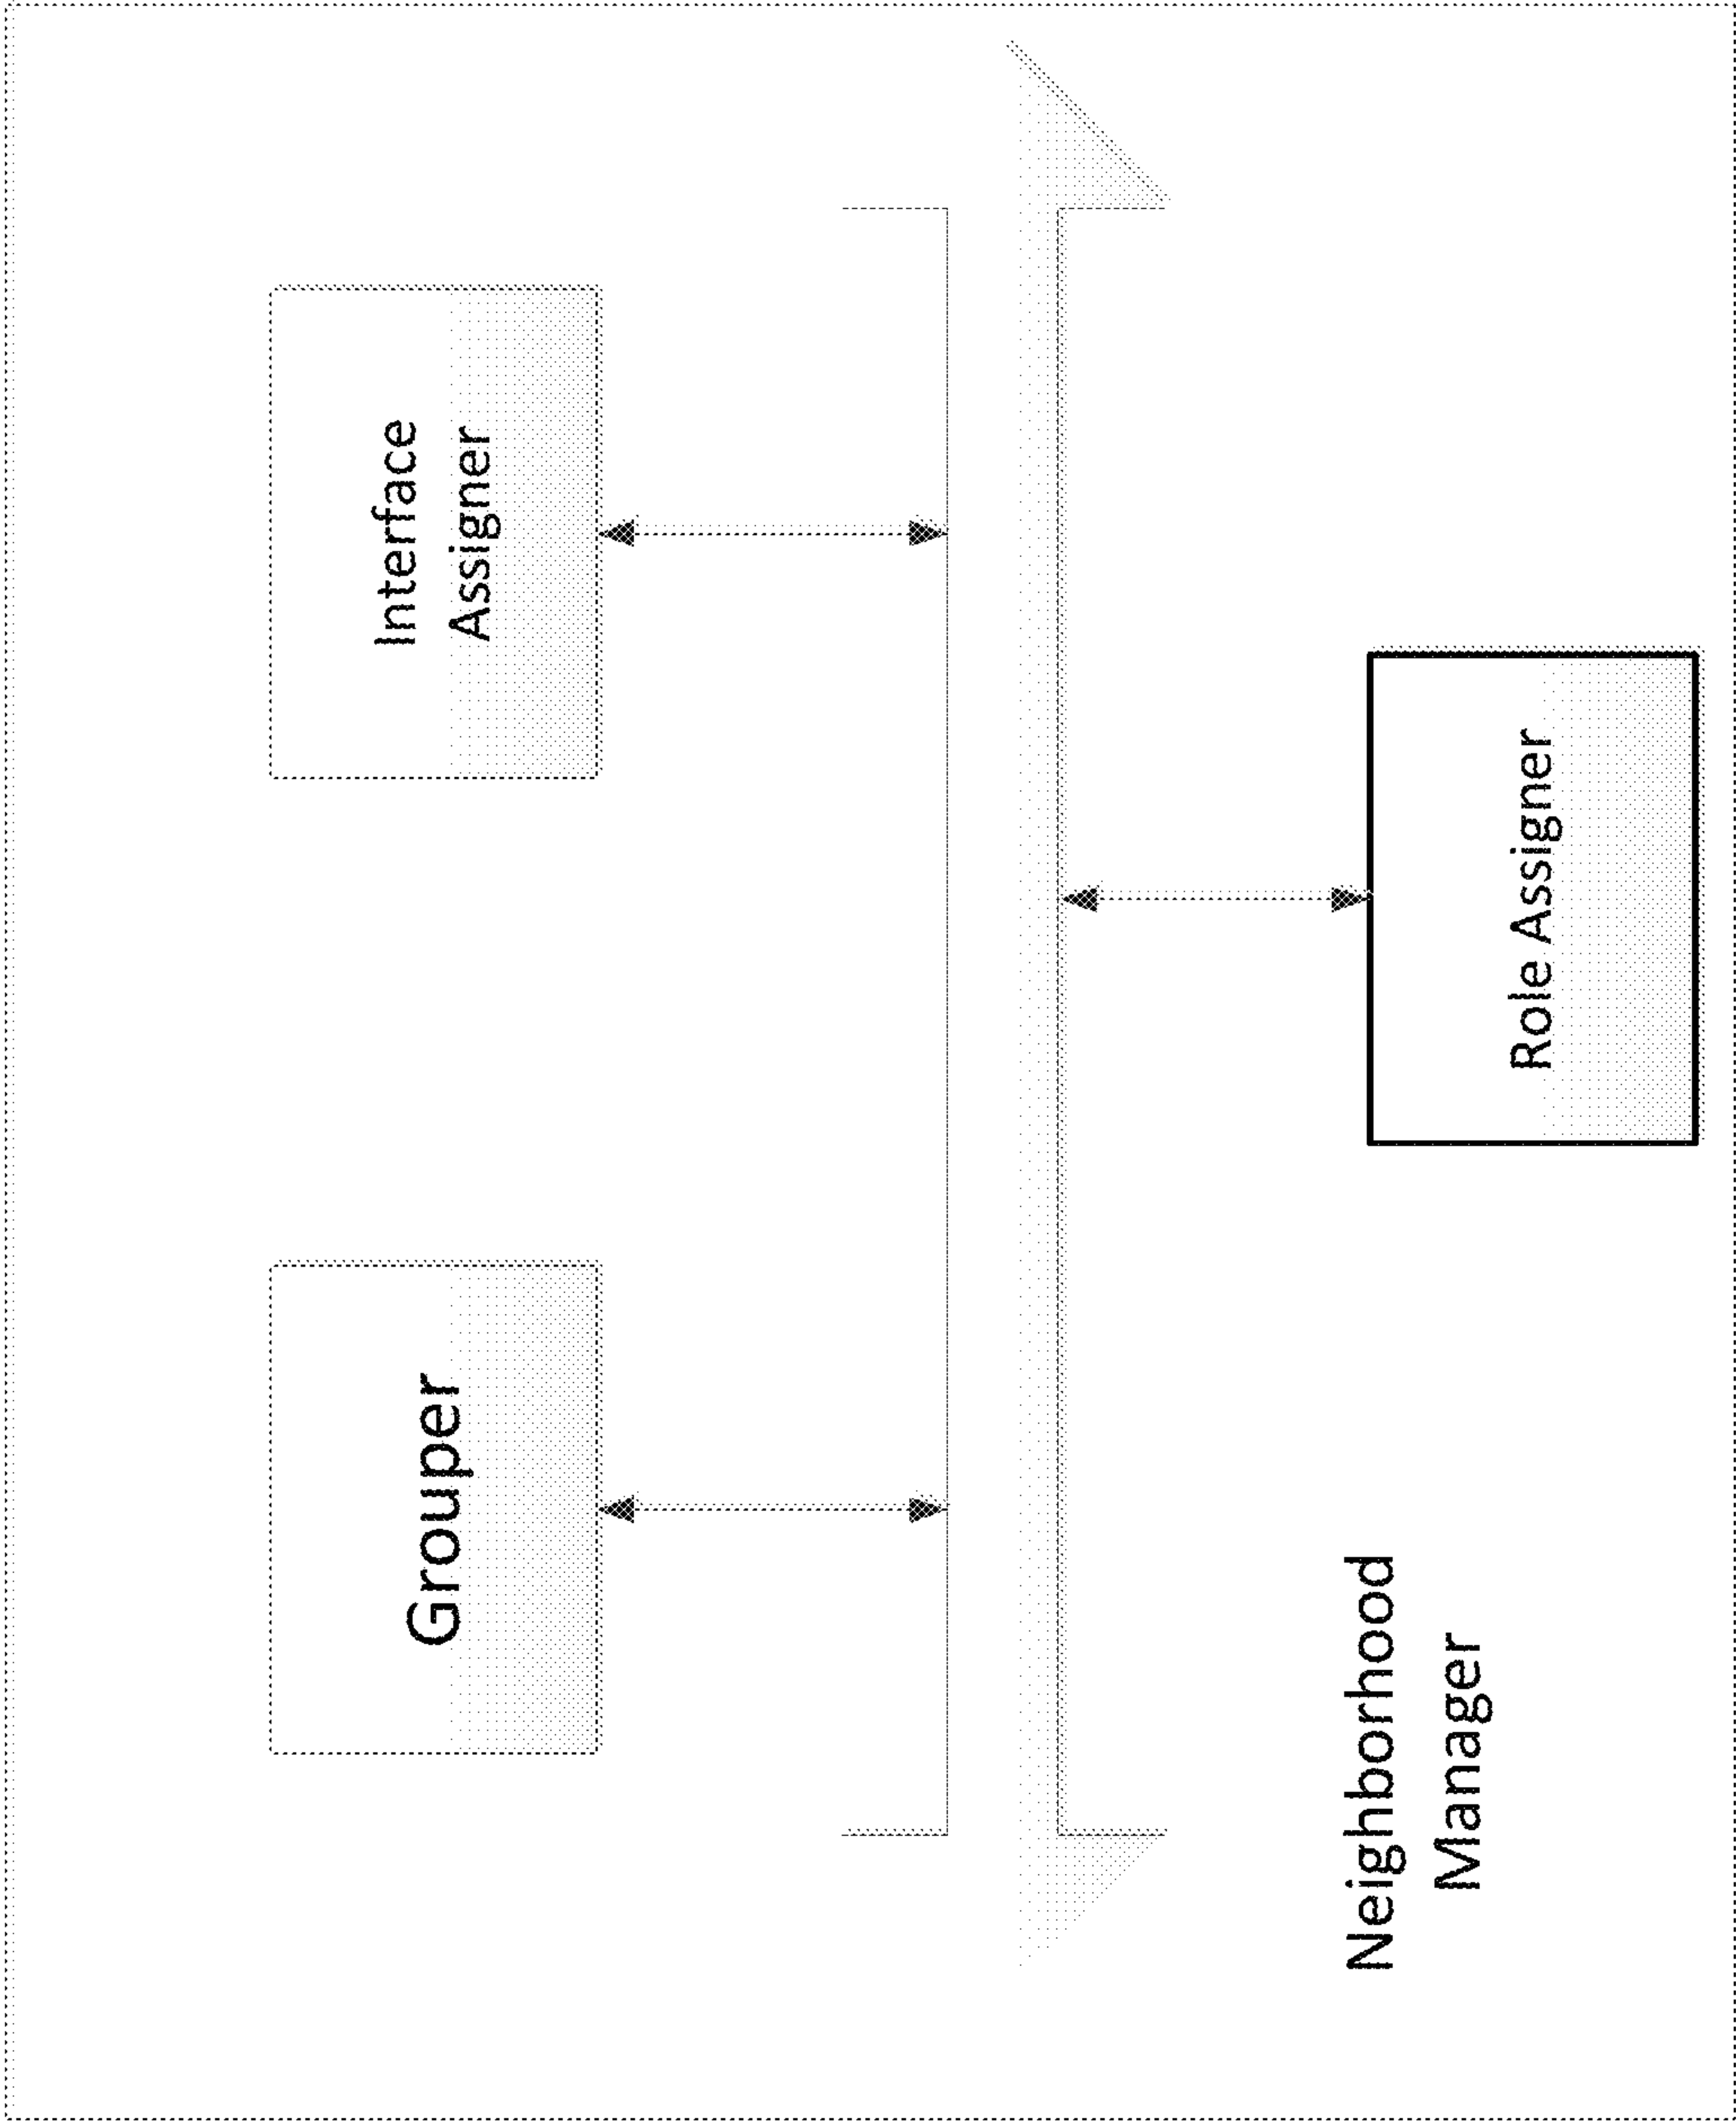 Grouper
Interface
Assigner
Neighborhood
Manager
Role Assigner